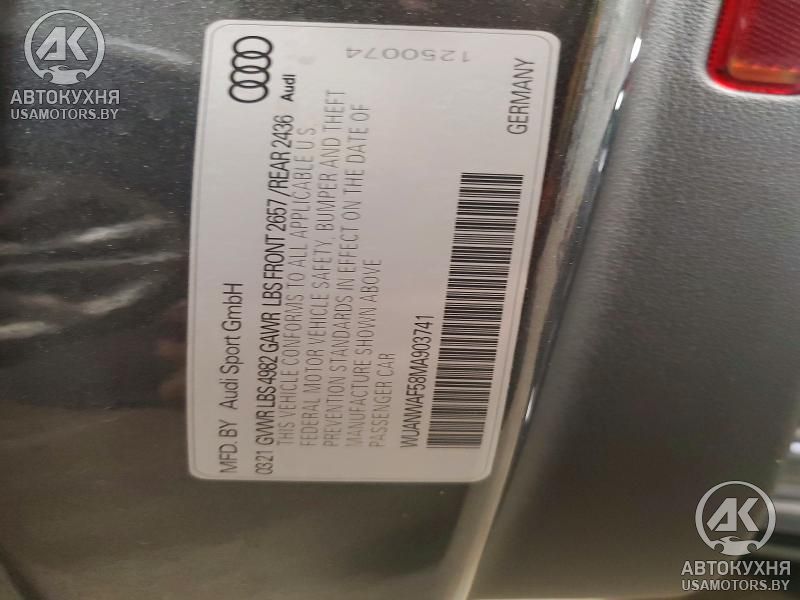 AK
АВТОКУХНЯ
USAMOTORS.BY
MFD. BY Audi Sport GmbH
Audi
1250074
0321 GVWR LBS 4982 GAWR LBS FRONT 2657/REAR 2436
THIS VEHICLE CONFORMS TO ALL APPLICABLE U.S.
FEDERAL MOTOR VEHICLE SAFETY, BUMPER AND THEFT
PREVENTION STANDARDS IN EFFECT ON THE DATE OF
MANUFACTURE SHOWN ABOVE
PASSENGER CAR
WUANWAF58MA903741
GERMANY
AK
АВТОКУХНЯ
USAMOTORS.BY